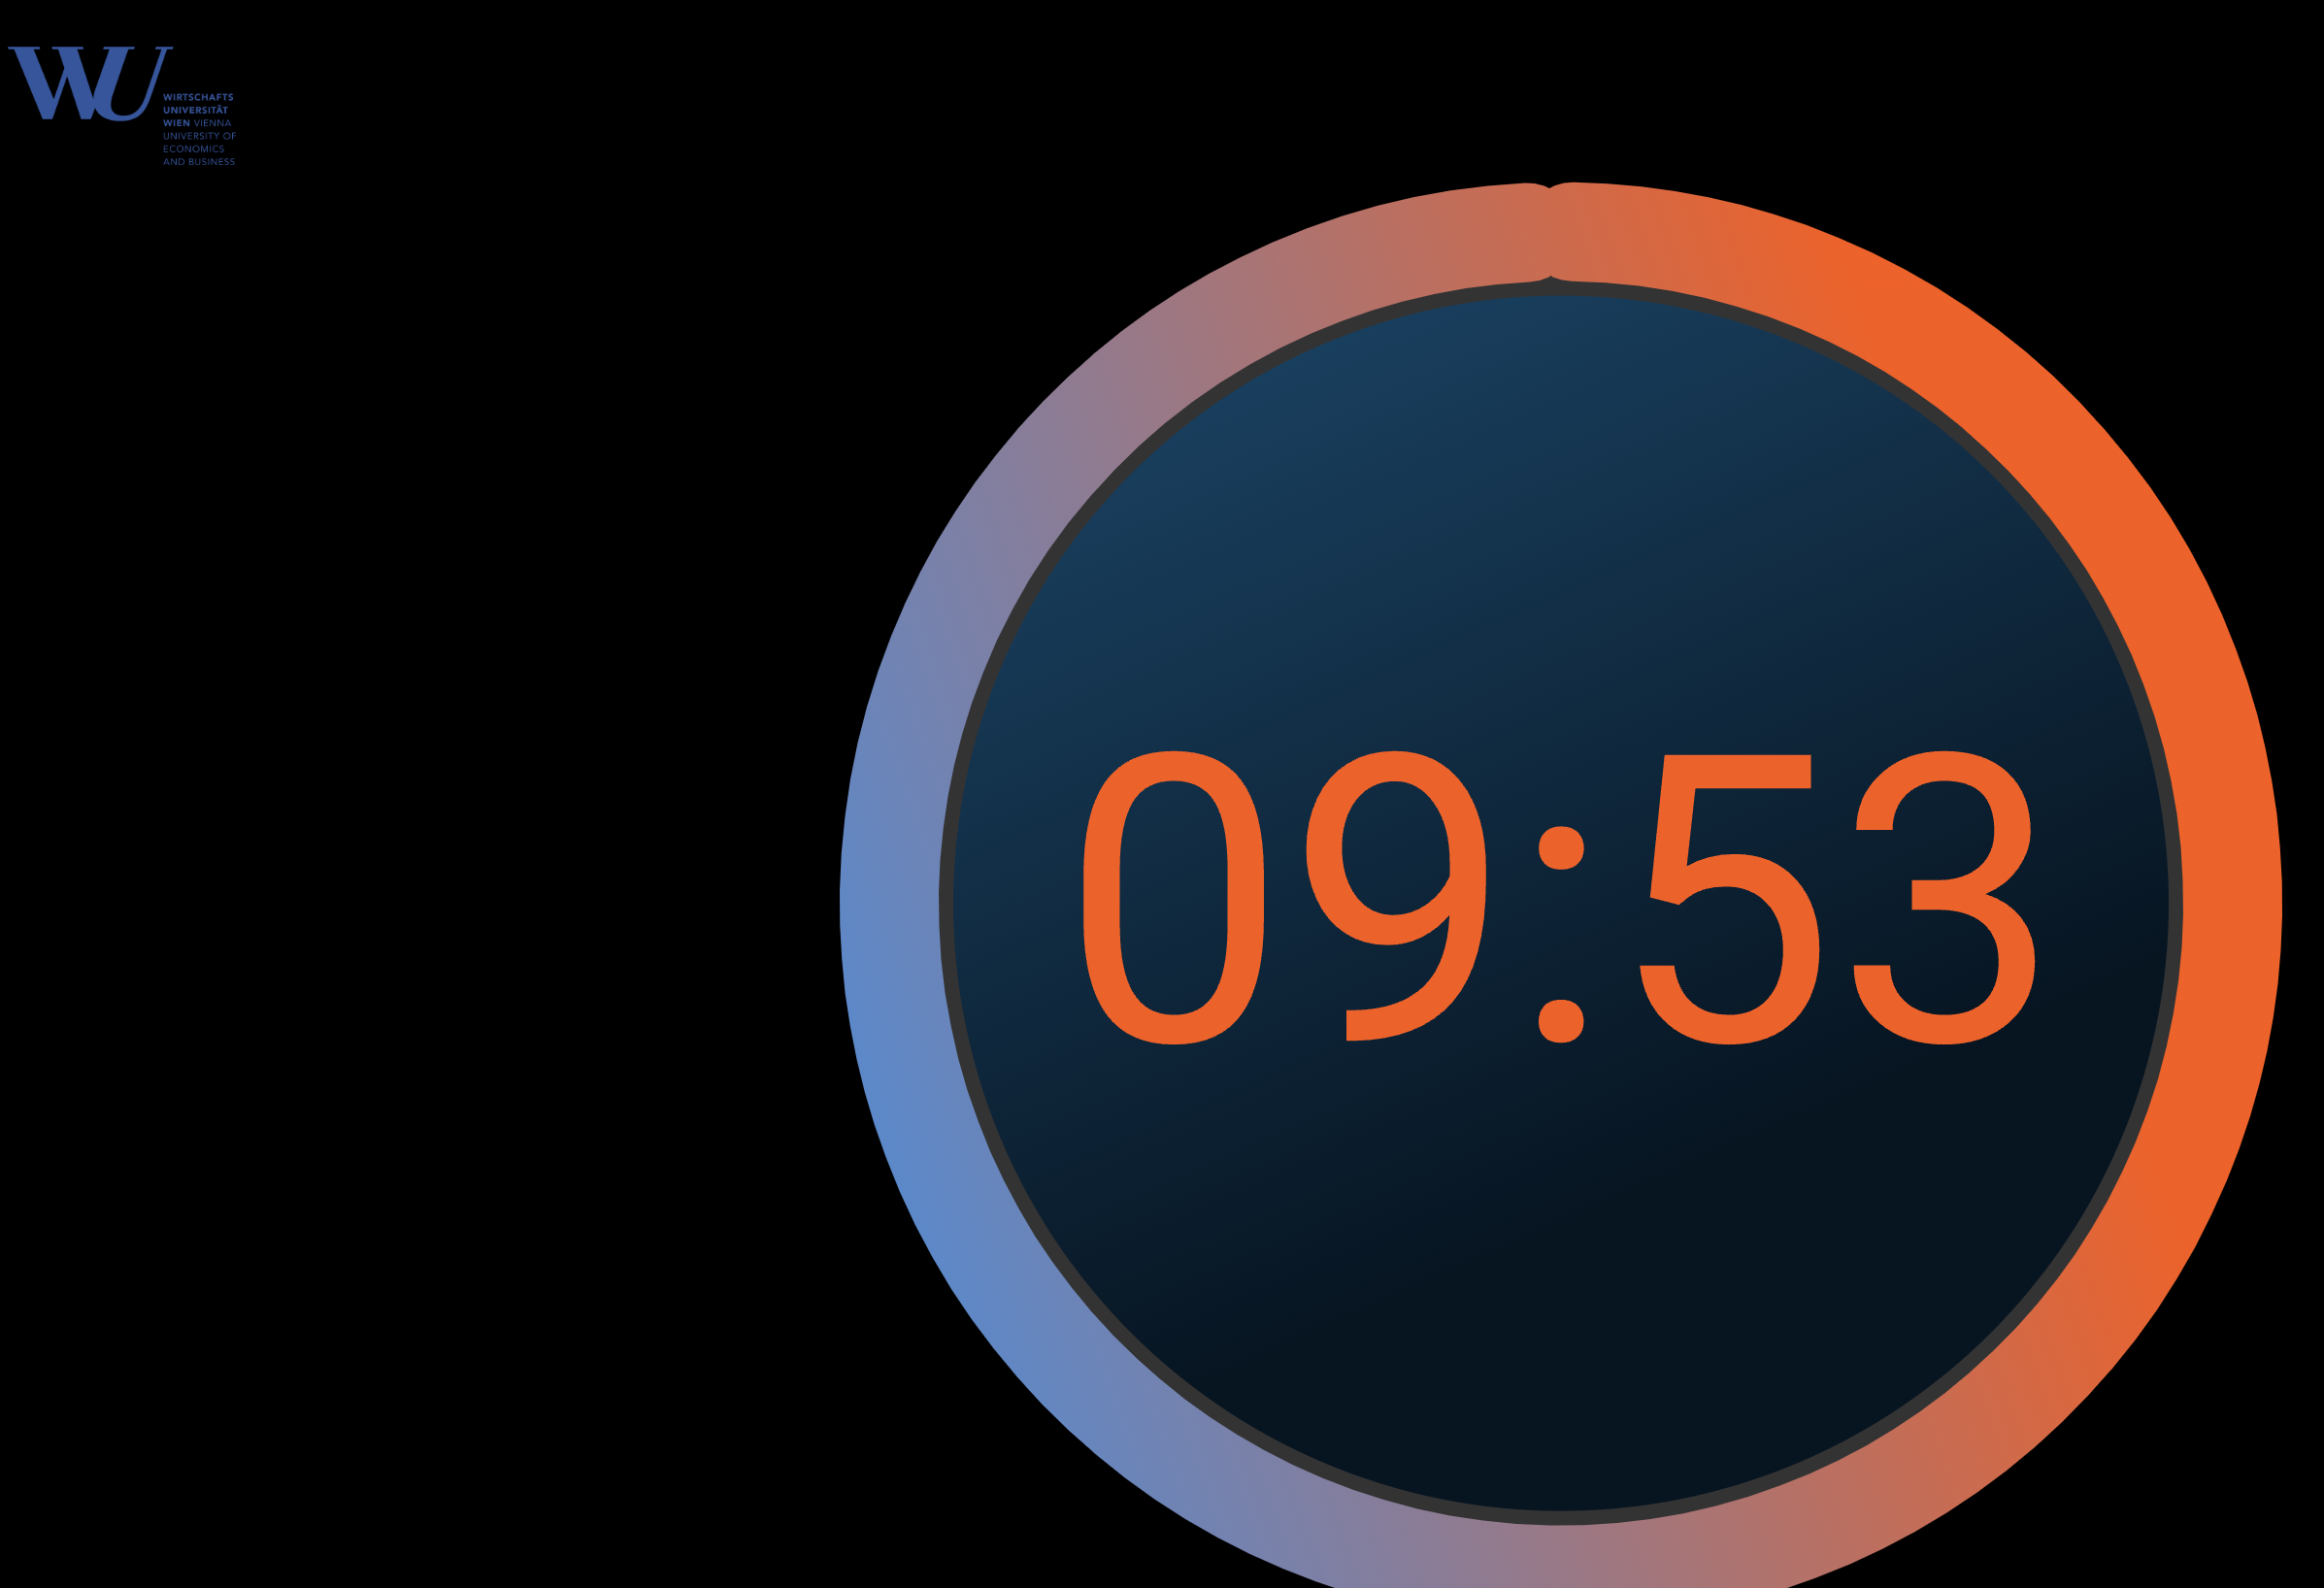 WU
WIRTSCHAFTS
UNIVERSITÄT
WIEN VIENNA
UNIVERSITY OF
ECONOMICS
AND BUSINESS
09:53